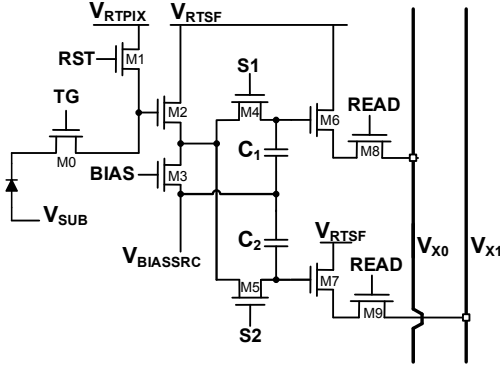 VRTPIX VRTSF
RST M1
S1
TG M2 M4 M6 READ
M0 C1 M8
BIAS M3
VSUB VX0 VX1
VBIASSRC C2 VRTSF
M5 M7 READ
M9
S2